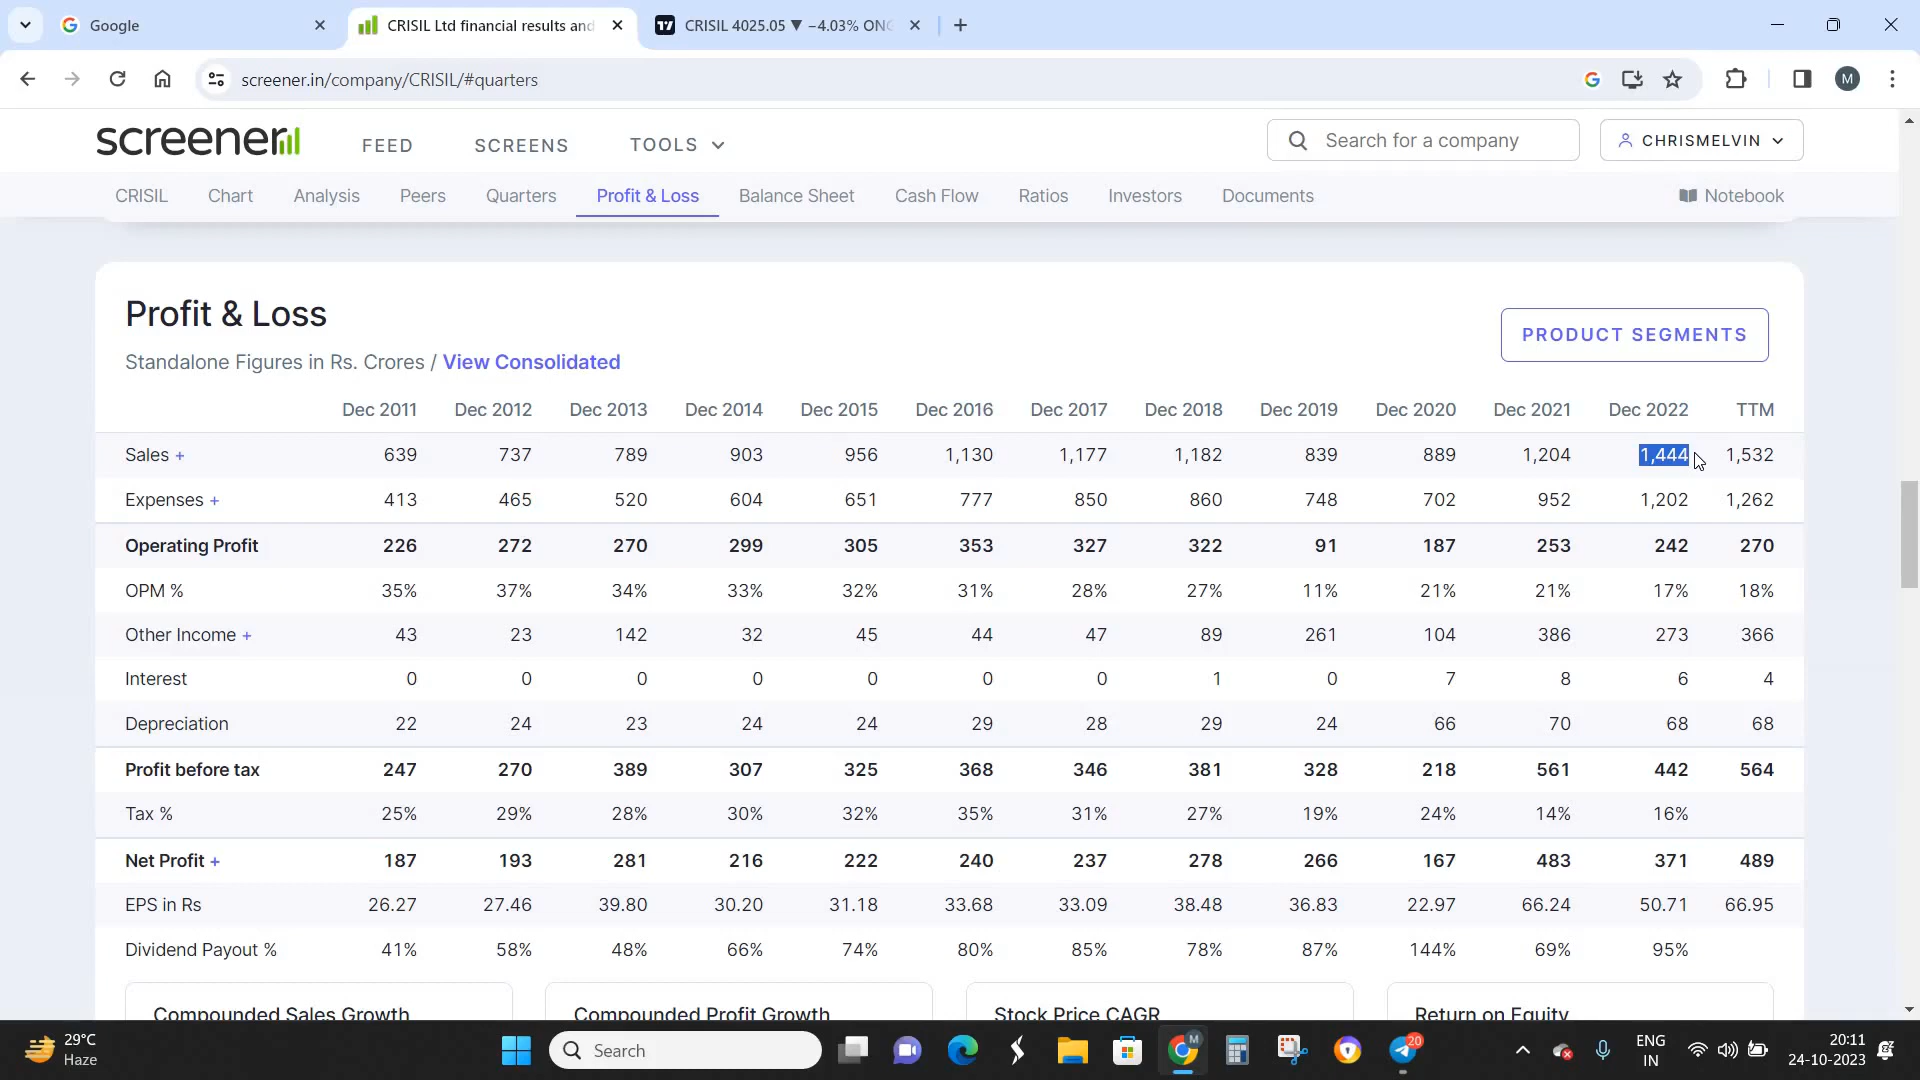 Google
CRISIL Ltd financial results and
CRISIL 4025.05 ▼ −4.03% ONG
screener.in/company/CRISIL/#quarters
M
screener
FEED
SCREENS
TOOLS
Search for a company
CHRISMELVIN
CRISIL Chart Analysis Peers Quarters Profit & Loss Balance Sheet Cash Flow Ratios Investors Documents Notebook
Profit & Loss
PRODUCT SEGMENTS
Standalone Figures in Rs. Crores / View Consolidated
Dec 2011 Dec 2012 Dec 2013 Dec 2014 Dec 2015 Dec 2016 Dec 2017 Dec 2018 Dec 2019 Dec 2020 Dec 2021 Dec 2022 TTM
Sales + 639 737 789 903 956 1,130 1,177 1,182 839 889 1,204 1,444 1,532
Expenses + 413 465 520 604 651 777 850 860 748 702 952 1,202 1,262
Operating Profit 226 272 270 299 305 353 327 322 91 187 253 242 270
OPM % 35% 37% 34% 33% 32% 31% 28% 27% 11% 21% 21% 17% 18%
Other Income + 43 23 142 32 45 44 47 89 261 104 386 273 366
Interest 0 0 0 0 0 0 0 1 0 7 8 6 4
Depreciation 22 24 23 24 24 29 28 29 24 66 70 68 68
Profit before tax 247 270 389 307 325 368 346 381 328 218 561 442 564
Tax % 25% 29% 28% 30% 32% 35% 31% 27% 19% 24% 14% 16%
Net Profit + 187 193 281 216 222 240 237 278 266 167 483 371 489
EPS in Rs 26.27 27.46 39.80 30.20 31.18 33.68 33.09 38.48 36.83 22.97 66.24 50.71 66.95
Dividend Payout % 41% 58% 48% 66% 74% 80% 85% 78% 87% 144% 69% 95%
Compounded Sales Growth
Compounded Profit Growth
Stock Price CAGR
Return on Equity
29°C
Haze
Search
M
20
ENG
IN
20:11
24-10-2023